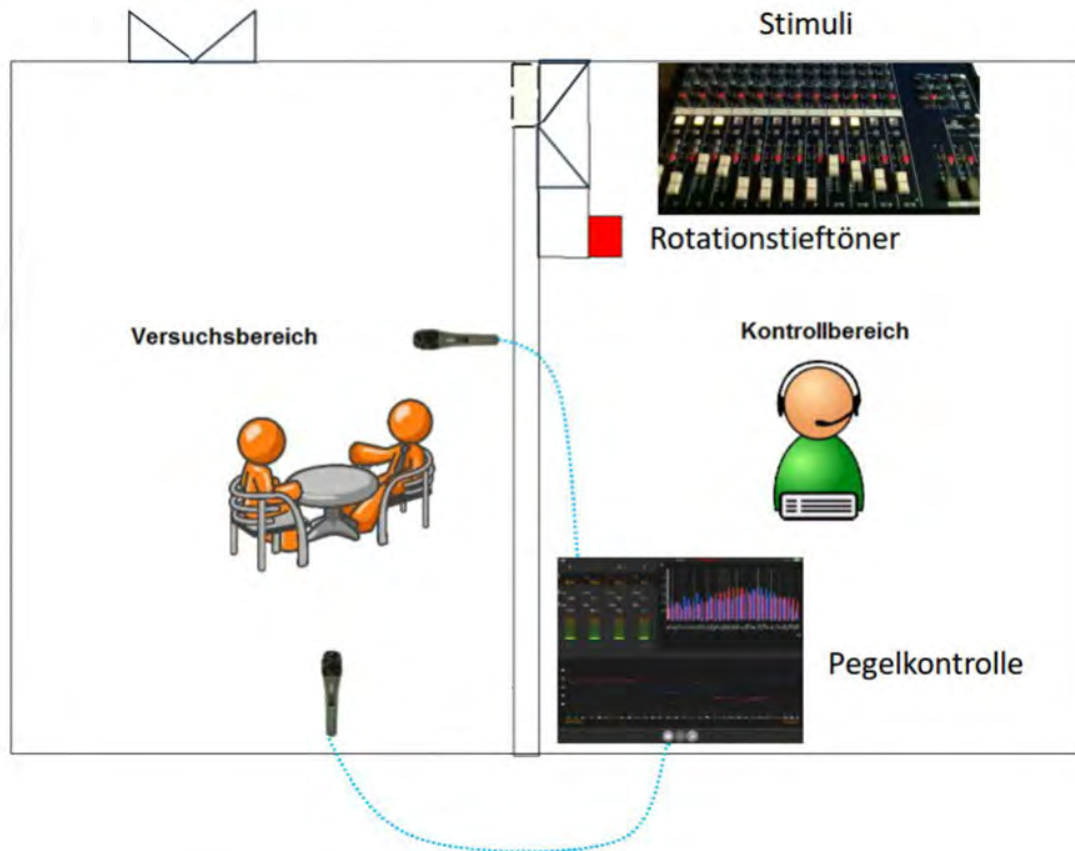 Stimuli
Rotationstieftöner
Versuchsbereich
Kontrollbereich
Pegelkontrolle